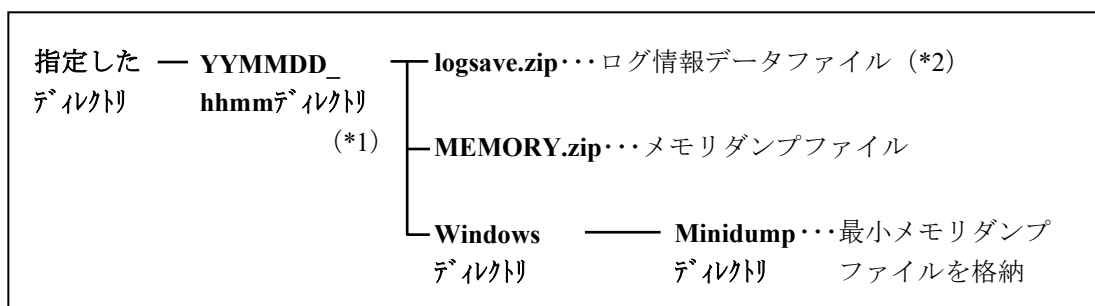 指定した YYMMDD_ logsave.zip･･･ログ情報データファイル（*2）
ﾃﾞｨﾚｸﾄﾘ hhmmﾃﾞｨﾚｸﾄﾘ
（*1） MEMORY.zip･･･メモリダンプファイル
Windows Minidump･･･最小メモリダンプ
ﾃﾞｨﾚｸﾄﾘ ﾃﾞｨﾚｸﾄﾘ ファイルを格納